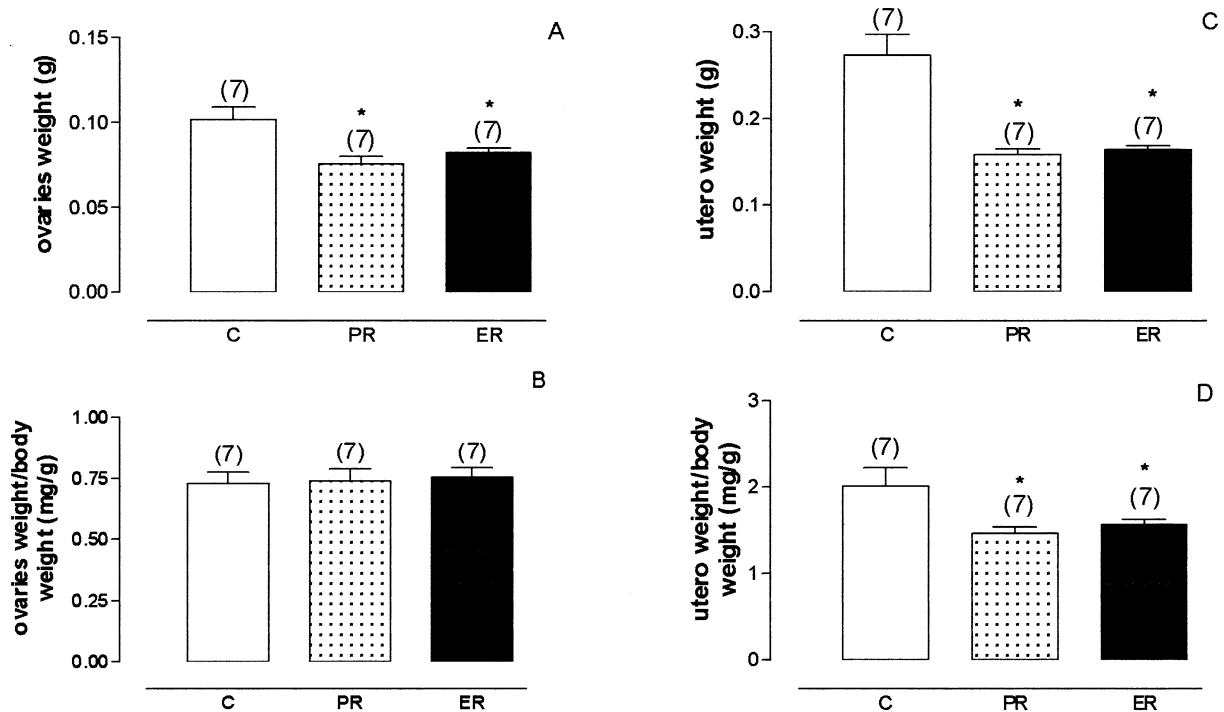 A
ovaries weight (g)
0.15
0.10
0.05
0.00
(7)
*
(7)
*
(7)
C PR ER
C
utero weight (g)
0.3
0.2
0.1
0.0
(7)
*
(7)
*
(7)
C PR ER
B
ovaries weight/body
weight (mg/g)
1.00
0.75
0.50
0.25
0.00
(7)
(7)
(7)
C PR ER
D
utero weight/body
weight (mg/g)
3
2
1
0
(7)
*
(7)
*
(7)
C PR ER